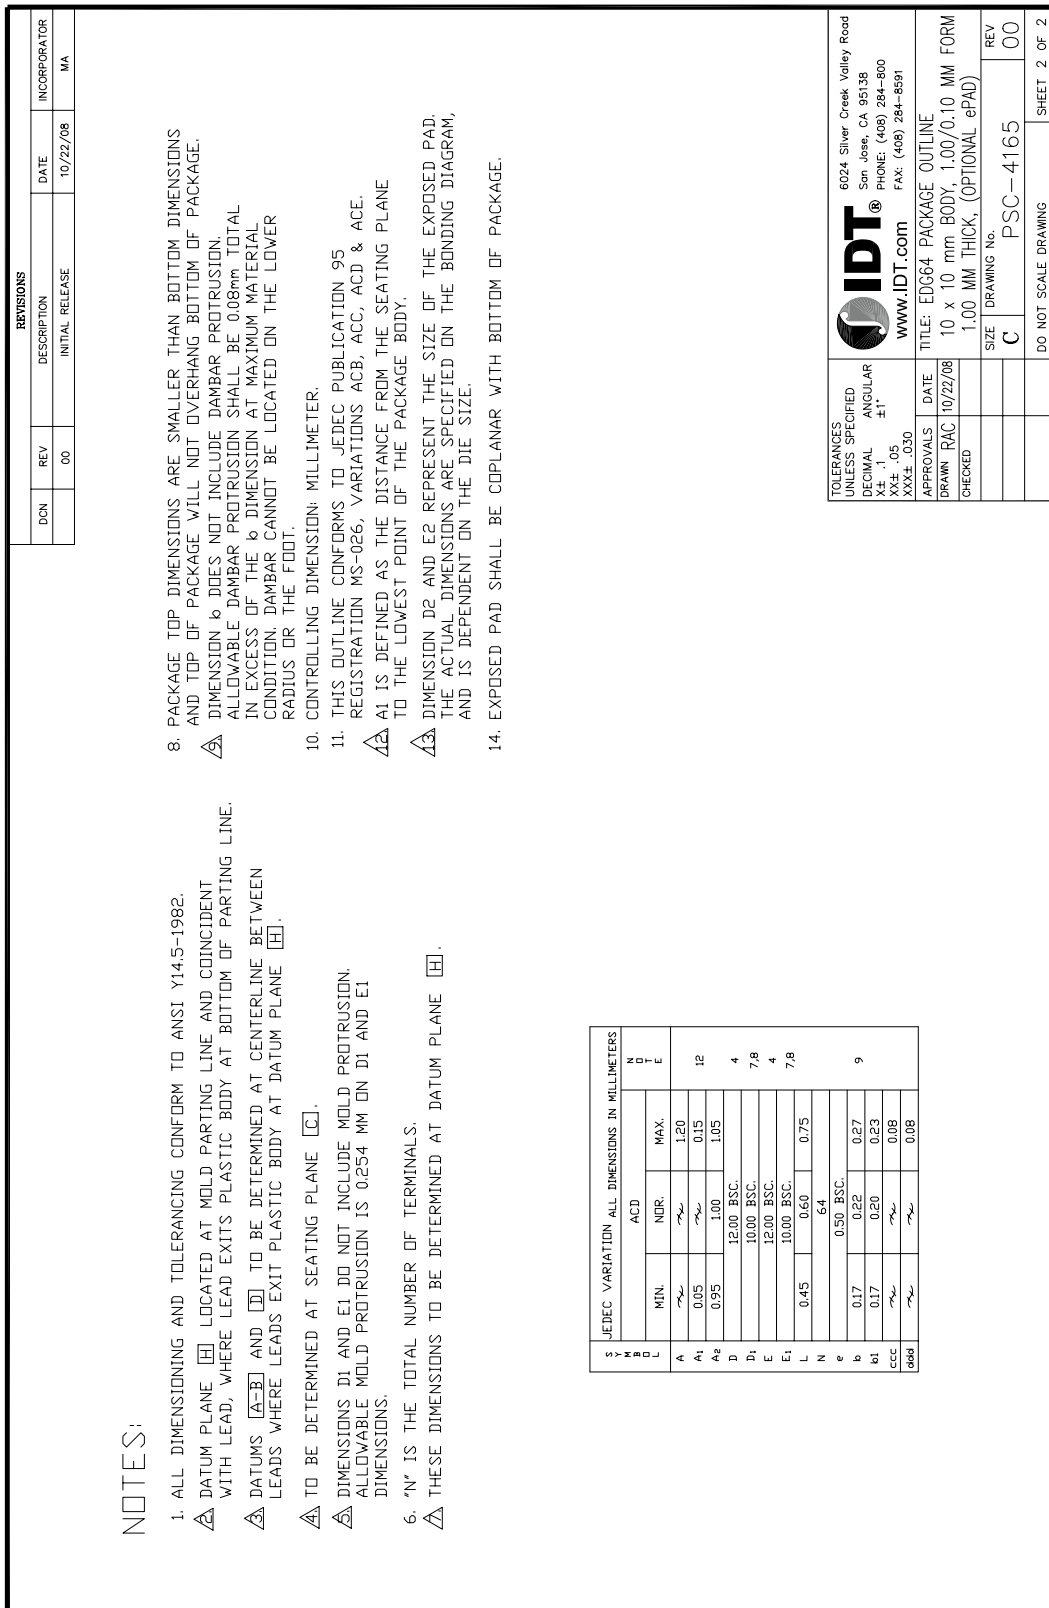 NOTES:
1. ALL DIMENSIONING AND TOLERANCING CONFORM TO ANSI Y14.5-1982.
2. DATUM PLANE H LOCATED AT MOLD PARTING LINE AND COINCIDENT
WITH LEAD, WHERE LEAD EXITS PLASTIC BODY AT BOTTOM OF PARTING LINE.
3. DATUMS A-B AND D TO BE DETERMINED AT CENTERLINE BETWEEN
LEADS WHERE LEADS EXIT PLASTIC BODY AT DATUM PLANE H.
4. TO BE DETERMINED AT SEATING PLANE C.
5. DIMENSIONS D1 AND E1 DO NOT INCLUDE MOLD PROTRUSION.
ALLOWABLE MOLD PROTRUSION IS 0.254 MM ON D1 AND E1
DIMENSIONS.
6. "N" IS THE TOTAL NUMBER OF TERMINALS.
7. THESE DIMENSIONS TO BE DETERMINED AT DATUM PLANE H.
8. PACKAGE TOP DIMENSIONS ARE SMALLER THAN BOTTOM DIMENSIONS
AND TOP OF PACKAGE WILL NOT OVERHANG BOTTOM OF PACKAGE.
9. DIMENSION b DOES NOT INCLUDE DAMBAR PROTRUSION.
ALLOWABLE DAMBAR PROTRUSION SHALL BE 0.08mm TOTAL
IN EXCESS OF THE b DIMENSION AT MAXIMUM MATERIAL
CONDITION. DAMBAR CANNOT BE LOCATED ON THE LOWER
RADIUS OR THE FOOT.
10. CONTROLLING DIMENSION: MILLIMETER.
11. THIS OUTLINE CONFORMS TO JEDEC PUBLICATION 95
REGISTRATION MS-026, VARIATIONS ACB, ACC, ACD & ACE.
12. A1 IS DEFINED AS THE DISTANCE FROM THE SEATING PLANE
TO THE LOWEST POINT OF THE PACKAGE BODY.
13. DIMENSION D2 AND E2 REPRESENT THE SIZE OF THE EXPOSED PAD.
THE ACTUAL DIMENSIONS ARE SPECIFIED ON THE BONDING DIAGRAM,
AND IS DEPENDENT ON THE DIE SIZE.
14. EXPOSED PAD SHALL BE COPLANAR WITH BOTTOM OF PACKAGE.
REVISIONS
DCN REV DESCRIPTION DATE INCORPORATOR
00 INITIAL RELEASE 10/22/08 MA
SYMBOL JEDEC VARIATION ALL DIMENSIONS IN MILLIMETERS NOTE
ACD
MIN. NOR. MAX.
A 1.20
A1 0.05 0.15 12
A2 0.95 1.00 1.05
D 12.00 BSC. 4
D1 10.00 BSC. 7,8
E 12.00 BSC. 4
E1 10.00 BSC. 7,8
L 0.45 0.60 0.75
N 64
e 0.50 BSC.
b 0.17 0.22 0.27 9
b1 0.17 0.20 0.23
ccc 0.08
ddd 0.08
TOLERANCES
UNLESS SPECIFIED
DECIMAL ANGULAR
X± .1 ±1°
XX± .05
XXX± .030
APPROVALS DATE
DRAWN RAC 10/22/08
CHECKED
IDT®
www.IDT.com
6024 Silver Creek Valley Road
San Jose, CA 95138
PHONE: (408) 284-800
FAX: (408) 284-8591
TITLE: EDG64 PACKAGE OUTLINE
10 x 10 mm BODY, 1.00/0.10 MM FORM
1.00 MM THICK, (OPTIONAL ePAD)
SIZE DRAWING No. REV
C PSC-4165 00
DO NOT SCALE DRAWING SHEET 2 OF 2